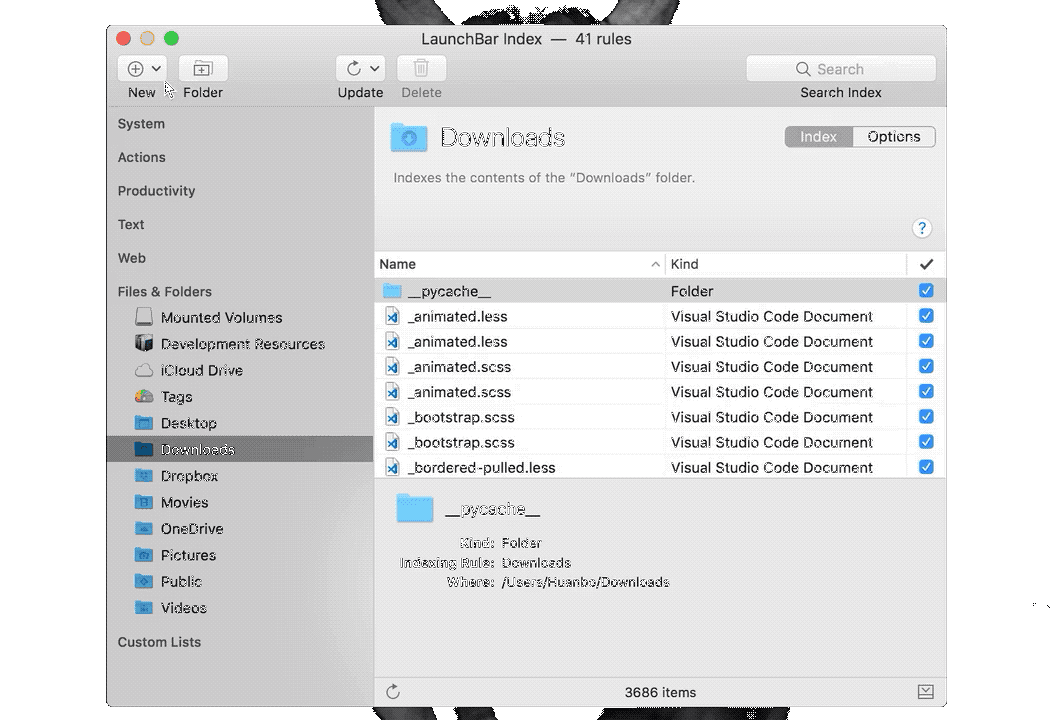 LaunchBar Index — 41 rules
New Folder Update Delete Search
Search Index
System
Actions
Productivity
Text
Web
Files & Folders
Mounted Volumes
Development Resources
iCloud Drive
Tags
Desktop
Downloads
Dropbox
Movies
OneDrive
Pictures
Public
Videos
Custom Lists
Downloads
Index Options
Indexes the contents of the “Downloads” folder.
?
Name Kind
__pycache__ Folder
_animated.less Visual Studio Code Document
_animated.less Visual Studio Code Document
_animated.scss Visual Studio Code Document
_animated.scss Visual Studio Code Document
_bootstrap.scss Visual Studio Code Document
_bootstrap.scss Visual Studio Code Document
_bordered-pulled.less Visual Studio Code Document
__pycache__
Kind: Folder
Indexing Rule: Downloads
Where: /Users/Huanbo/Downloads
3686 items